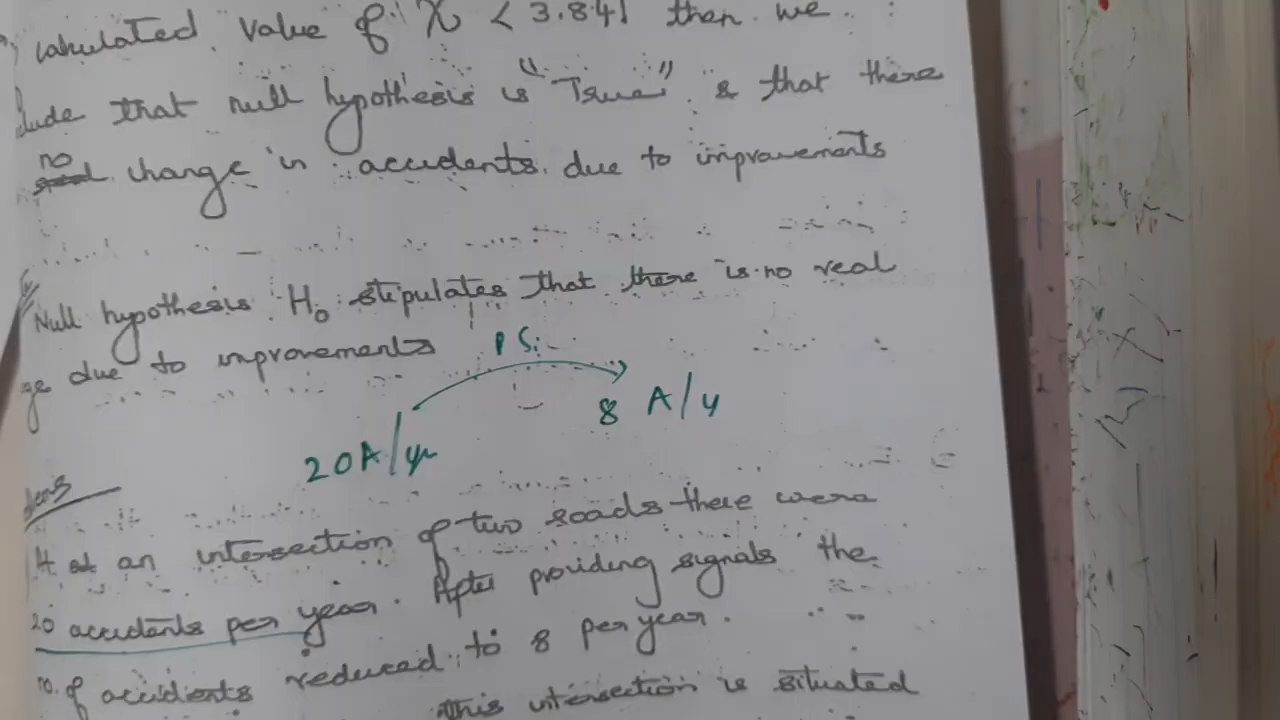 calculated value of χ < 3.841 then we
lude that null hypothesis is "True" & that there
no change in accidents due to improvements
Null hypothesis H₀ stipulates that there is no real
ge due to improvements
P Si
20A/yr
8 A/y
lems
At an intersection of two roads there were
20 accidents per year. After providing signals the
no. of accidents reduced to 8 per year.
this intersection is situated